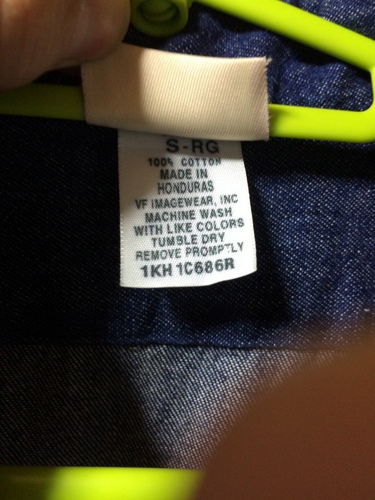 S-RG
100% COTTON
MADE IN
HONDURAS
VF IMAGEWEAR, INC
MACHINE WASH
WITH LIKE COLORS
TUMBLE DRY
REMOVE PROMPTLY
1KH1C686R